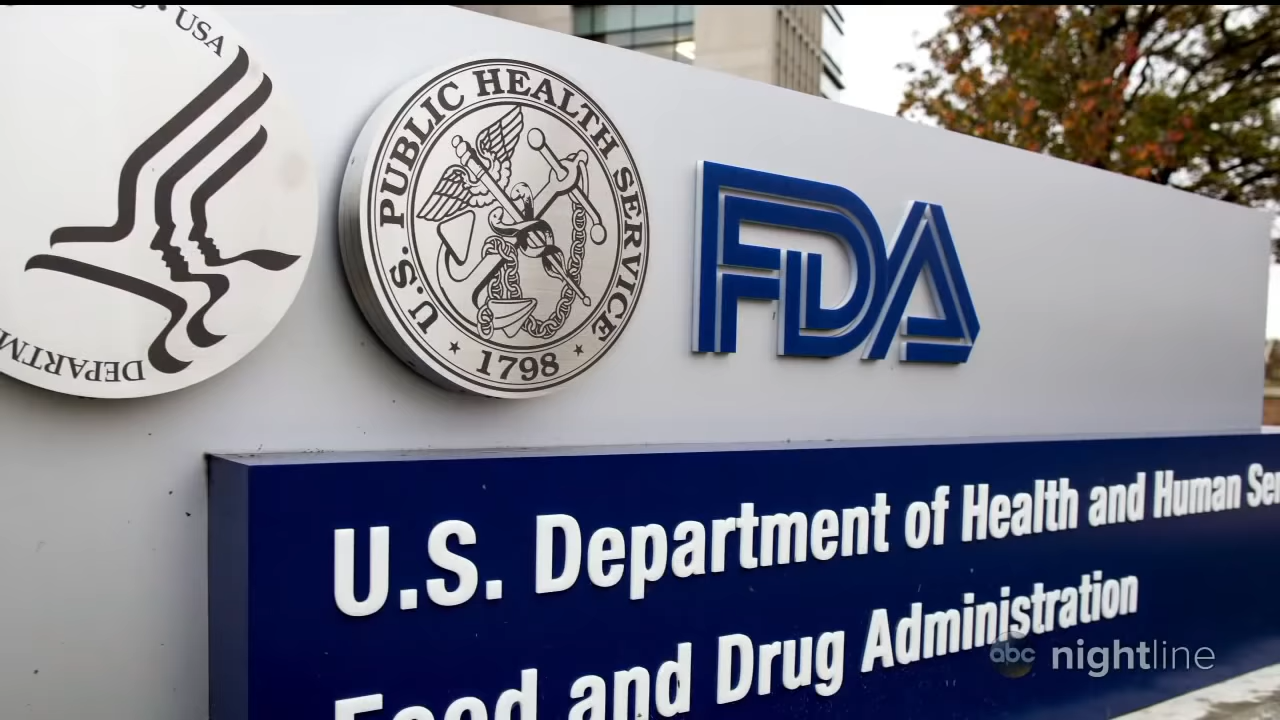 USA
DEPARTM
U.S. PUBLIC HEALTH SERVICE
1798
FDA
U.S. Department of Health and Human Ser
Food and Drug Administration
abc nightline